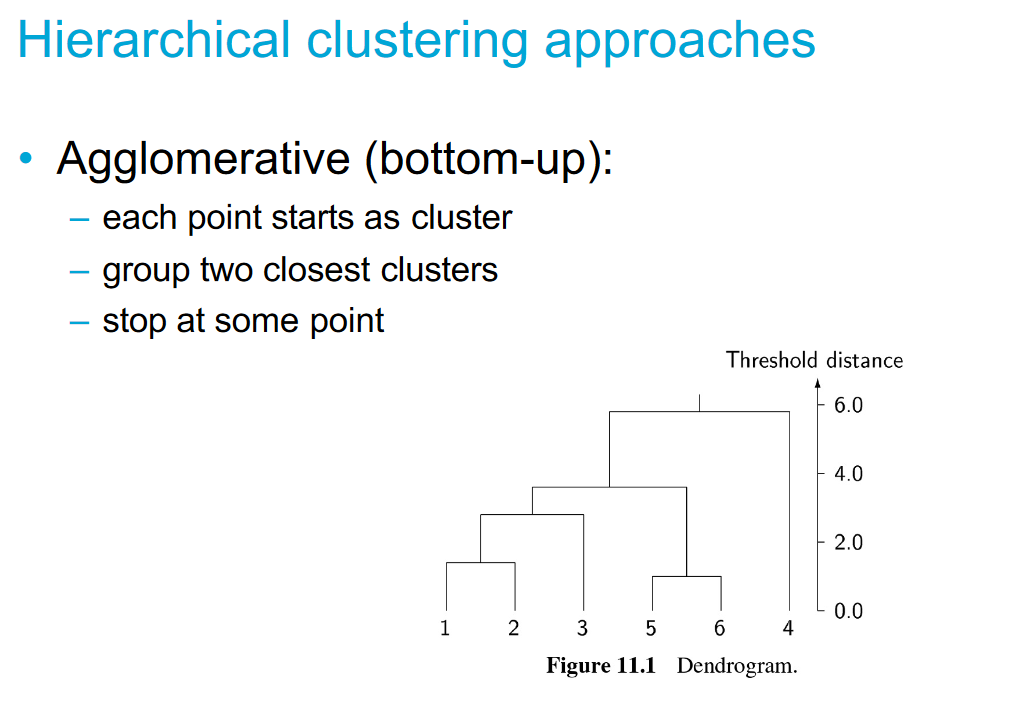 Hierarchical clustering approaches
• Agglomerative (bottom-up):
– each point starts as cluster
– group two closest clusters
– stop at some point
Threshold distance
6.0
4.0
2.0
0.0
1 2 3 5 6 4
Figure 11.1 Dendrogram.